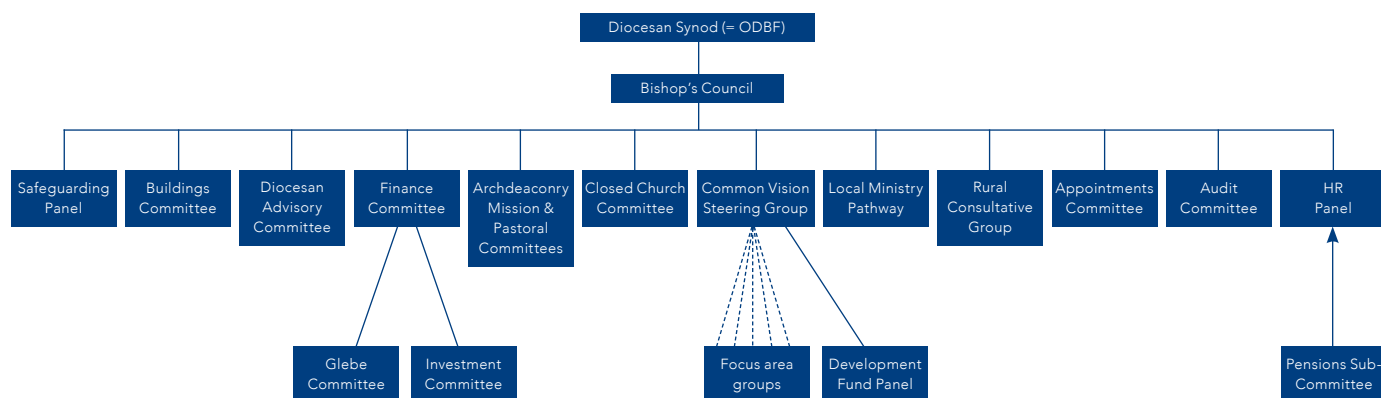 Diocesan Synod (= ODBF)
Bishop's Council
Safeguarding
Panel
Buildings
Committee
Diocesan
Advisory
Committee
Finance
Committee
Archdeaconry
Mission &
Pastoral
Committees
Closed Church
Committee
Common Vision
Steering Group
Local Ministry
Pathway
Rural
Consultative
Group
Appointments
Committee
Audit
Committee
HR
Panel
Glebe
Committee
Investment
Committee
Focus area
groups
Development
Fund Panel
Pensions Sub-
Committee